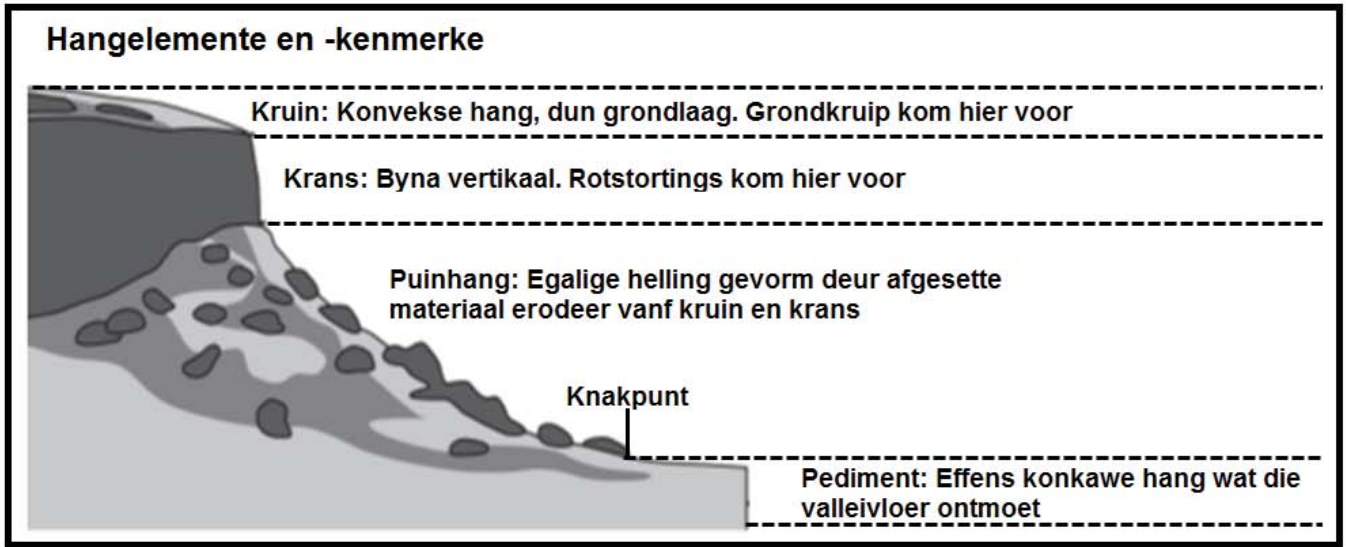 Hangelemente en -kenmerke
Kruin: Konvekse hang, dun grondlaag. Grondkruip kom hier voor
Krans: Byna vertikaal. Rotstortings kom hier voor
Puinhang: Egalige helling gevorm deur afgesette
materiaal erodeer vanf kruin en krans
Knakpunt
Pediment: Effens konkawe hang wat die
valleivloer ontmoet